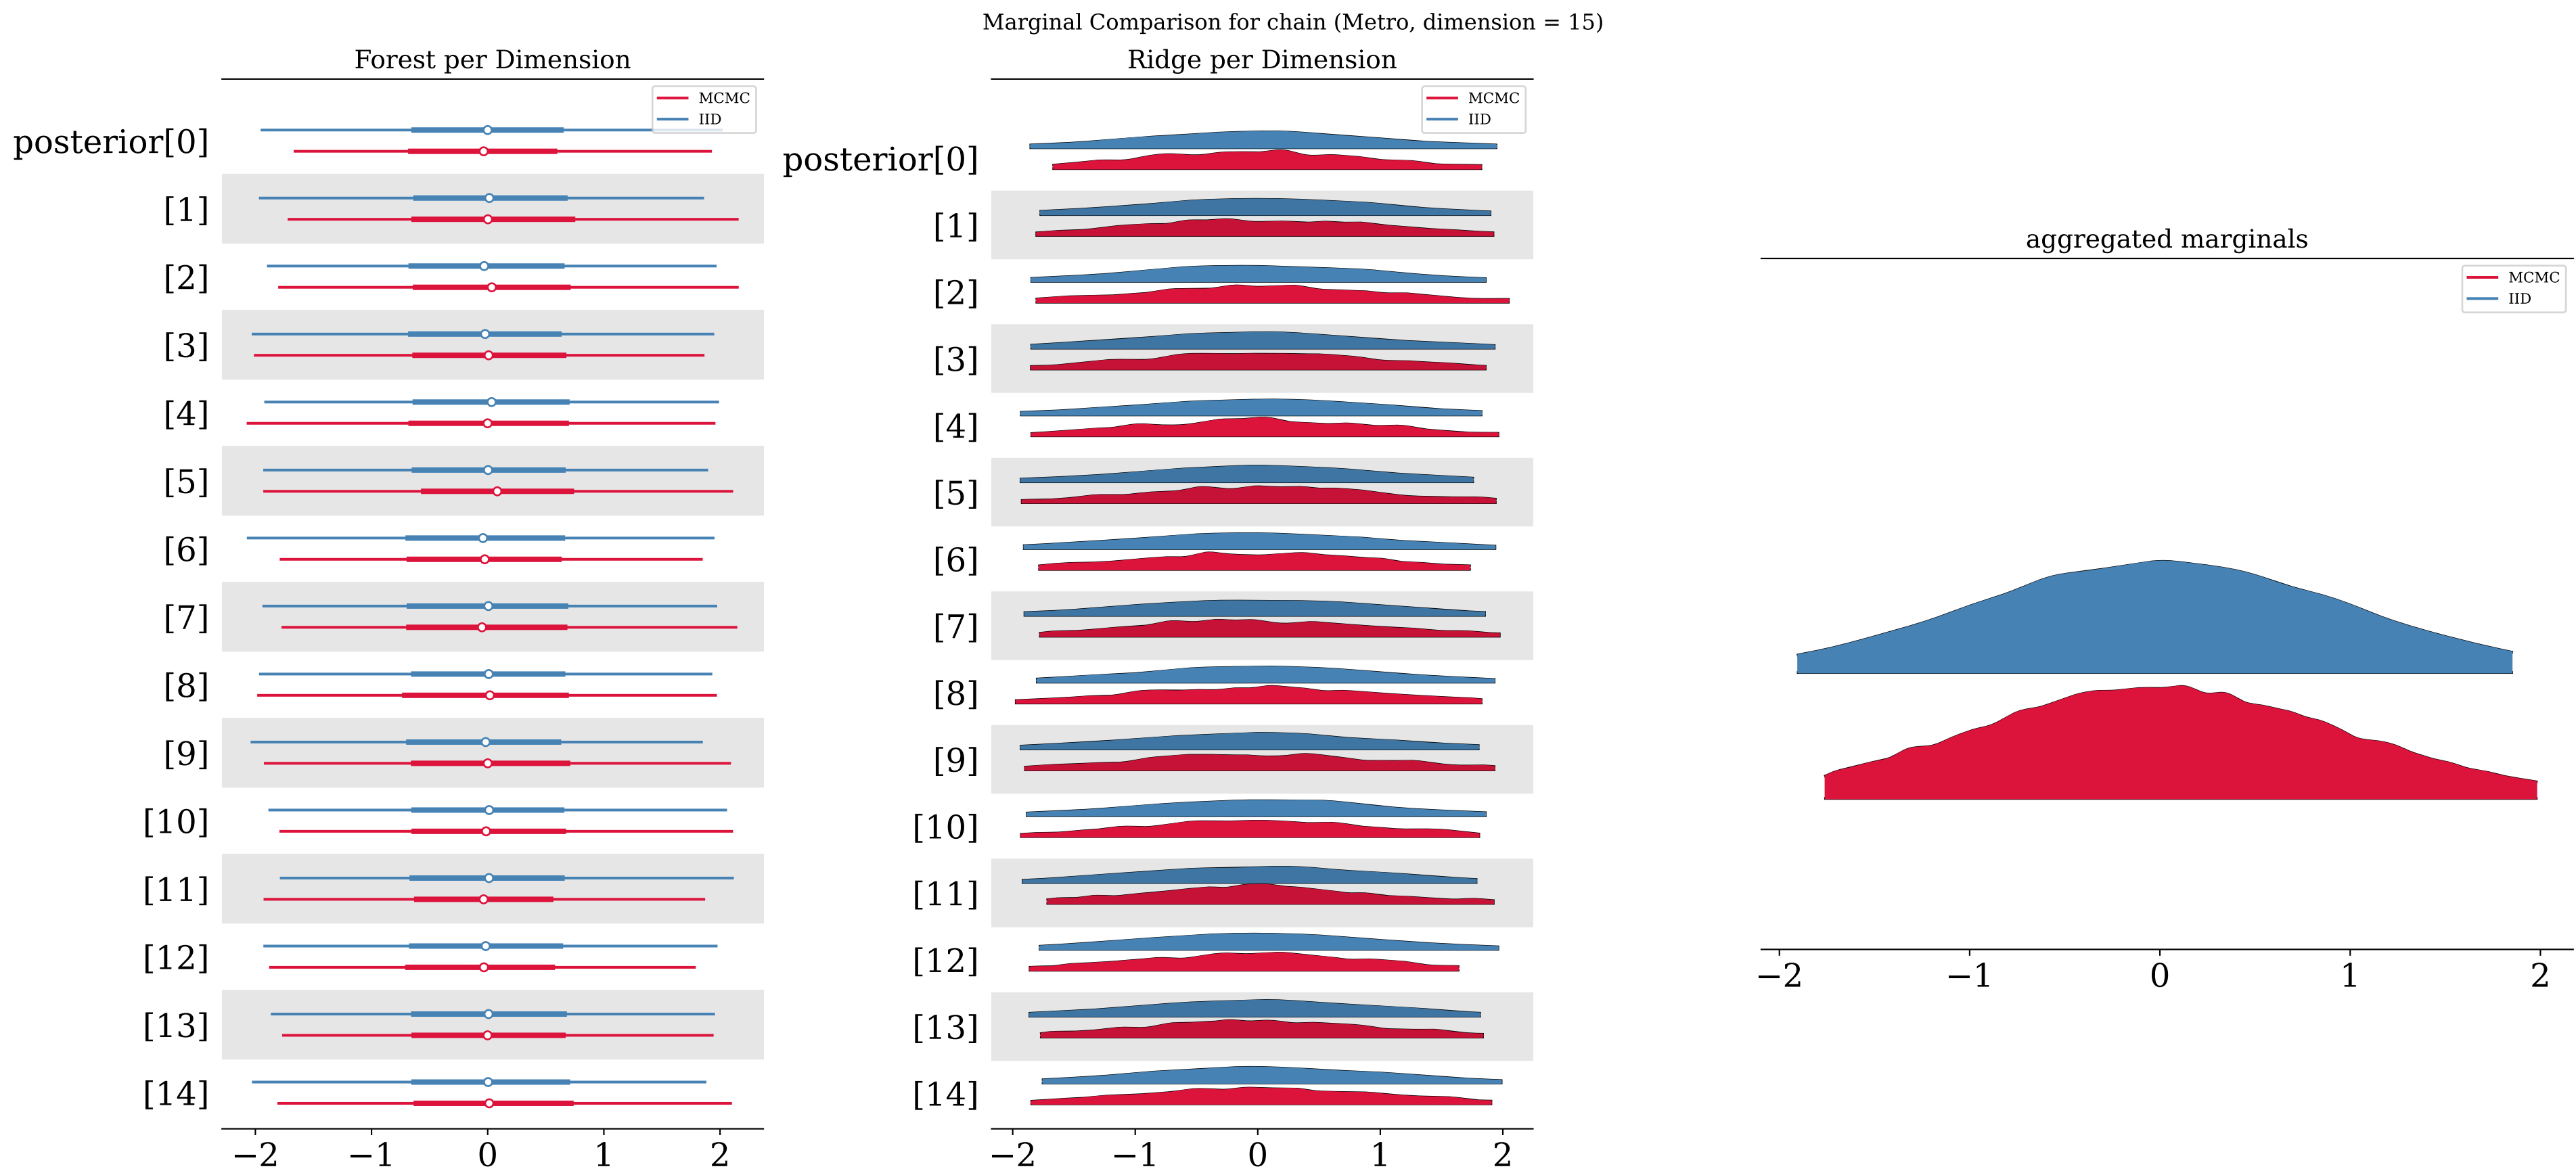 Marginal Comparison for chain (Metro, dimension = 15)
Forest per Dimension
MCMC
IID
posterior[0]
[1]
[2]
[3]
[4]
[5]
[6]
[7]
[8]
[9]
[10]
[11]
[12]
[13]
[14]
−2 −1 0 1 2
Ridge per Dimension
MCMC
IID
posterior[0]
[1]
[2]
[3]
[4]
[5]
[6]
[7]
[8]
[9]
[10]
[11]
[12]
[13]
[14]
−2 −1 0 1 2
aggregated marginals
MCMC
IID
−2 −1 0 1 2